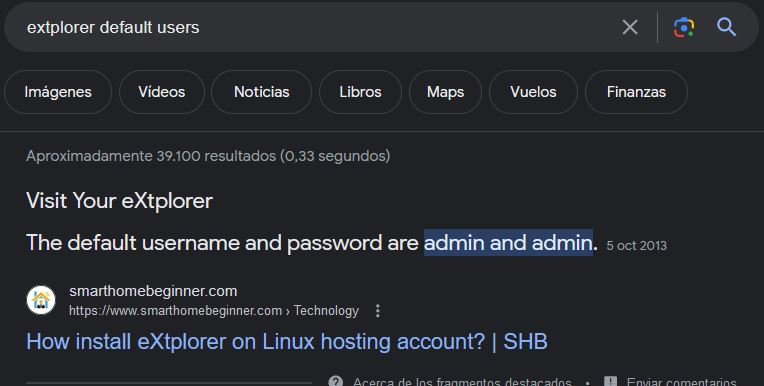 extplorer default users
Imágenes Vídeos Noticias Libros Maps Vuelos Finanzas
Aproximadamente 39.100 resultados (0,33 segundos)
Visit Your eXtplorer
The default username and password are admin and admin. 5 oct 2013
smarthomebeginner.com
https://www.smarthomebeginner.com › Technology
How install eXtplorer on Linux hosting account? | SHB
Acerca de los fragmentos destacados • Enviar comentarios